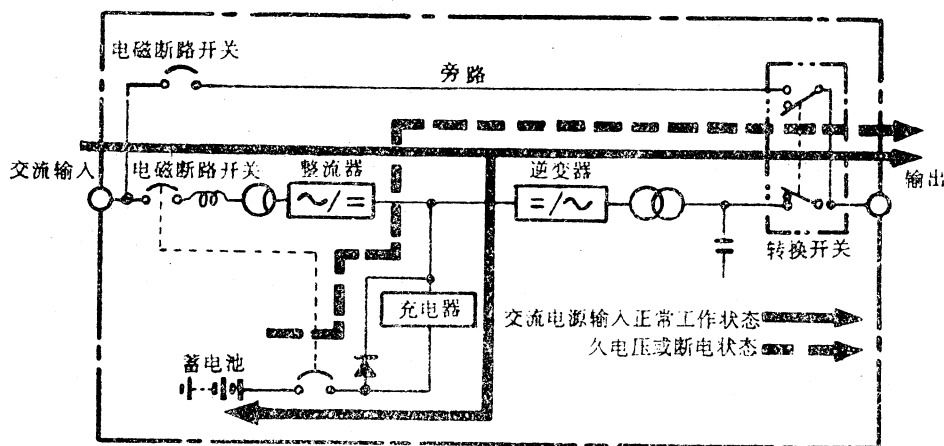 电磁断路开关
旁路
交流输入
电磁断路开关
整流器
逆变器
输出
~/=
=/~
转换开关
充电器
交流电源输入正常工作状态
欠电压或断电状态
蓄电池